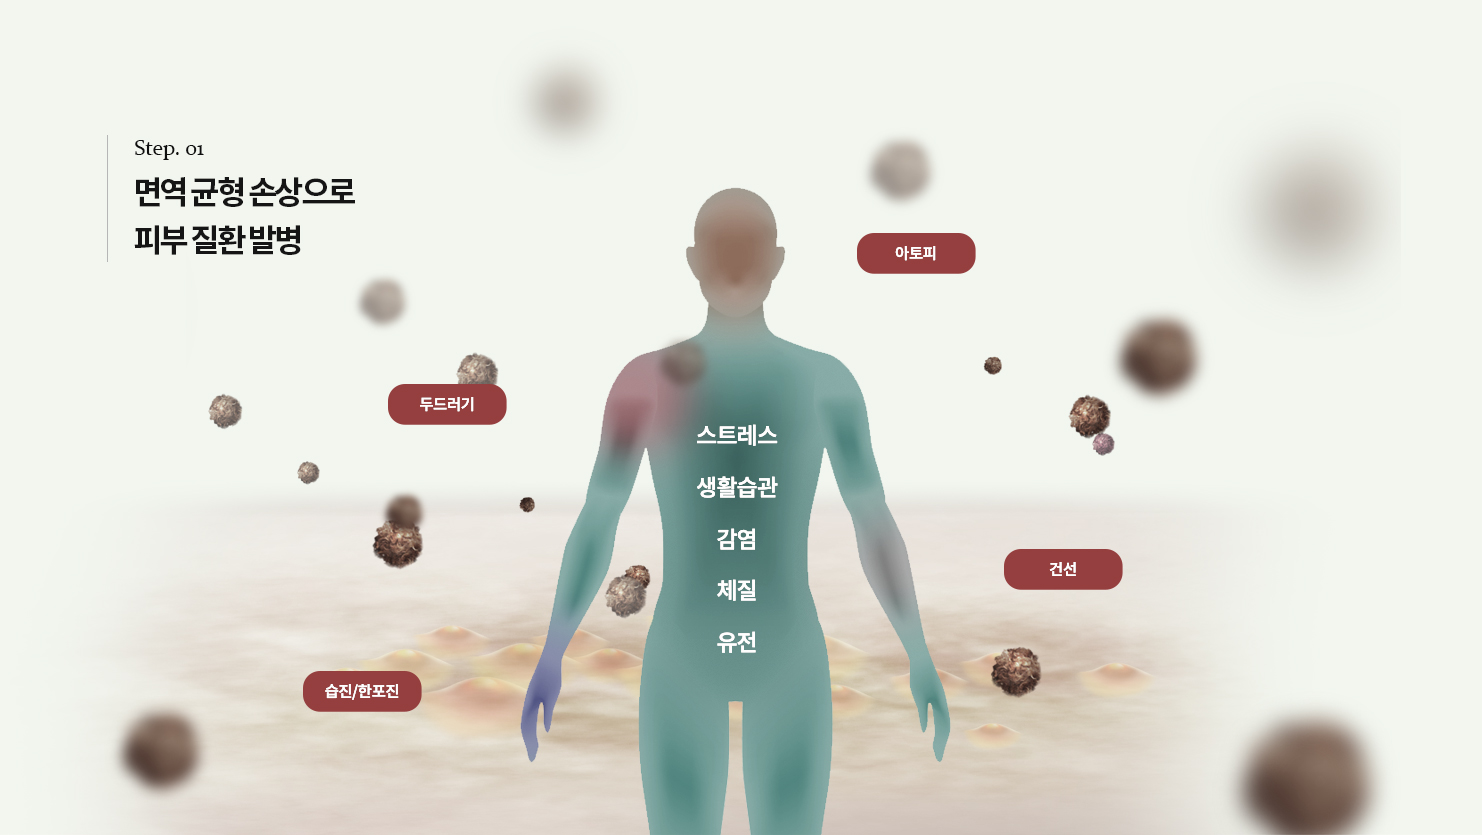 Step. 01
면역 균형 손상으로
피부 질환 발병
아토피
두드러기
스트레스
생활습관
감염
체질
유전
건선
습진/한포진